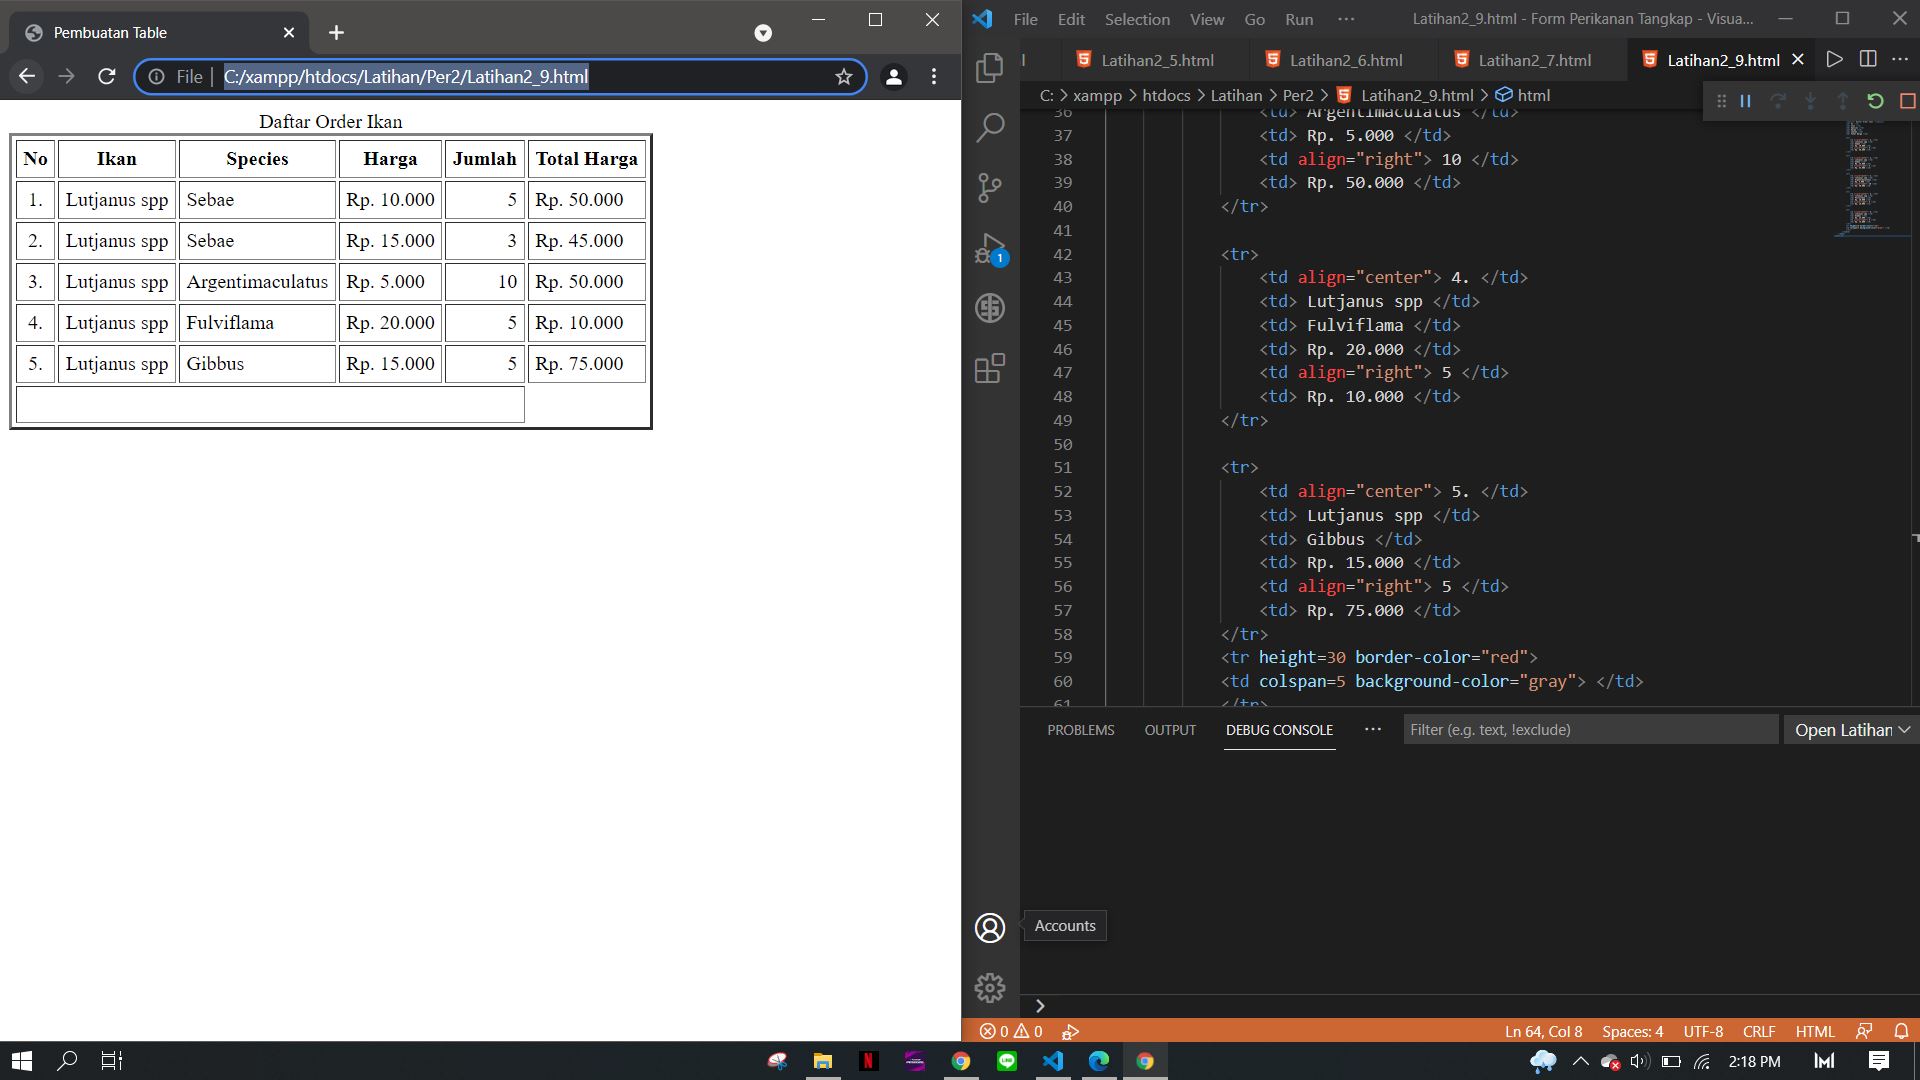 Pembuatan Table
File | C:/xampp/htdocs/Latihan/Per2/Latihan2_9.html
Daftar Order Ikan
No Ikan Species Harga Jumlah Total Harga
1. Lutjanus spp Sebae Rp. 10.000 5 Rp. 50.000
2. Lutjanus spp Sebae Rp. 15.000 3 Rp. 45.000
3. Lutjanus spp Argentimaculatus Rp. 5.000 10 Rp. 50.000
4. Lutjanus spp Fulviflama Rp. 20.000 5 Rp. 10.000
5. Lutjanus spp Gibbus Rp. 15.000 5 Rp. 75.000
File Edit Selection View Go Run ··· Latihan2_9.html - Form Perikanan Tangkap - Visua...
Latihan2_5.html Latihan2_6.html Latihan2_7.html Latihan2_9.html
C: > xampp > htdocs > Latihan > Per2 > Latihan2_9.html > html
1
36 <td> Argentimaculatus </td>
37 <td> Rp. 5.000 </td>
38 <td align="right"> 10 </td>
39 <td> Rp. 50.000 </td>
40 </tr>
41
42 <tr>
43 <td align="center"> 4. </td>
44 <td> Lutjanus spp </td>
45 <td> Fulviflama </td>
46 <td> Rp. 20.000 </td>
47 <td align="right"> 5 </td>
48 <td> Rp. 10.000 </td>
49 </tr>
50
51 <tr>
52 <td align="center"> 5. </td>
53 <td> Lutjanus spp </td>
54 <td> Gibbus </td>
55 <td> Rp. 15.000 </td>
56 <td align="right"> 5 </td>
57 <td> Rp. 75.000 </td>
58 </tr>
59 <tr height=30 border-color="red">
60 <td colspan=5 background-color="gray"> </td>
61 </tr>
PROBLEMS OUTPUT DEBUG CONSOLE ··· Filter (e.g. text, !exclude) Open Latihan
Accounts
0 0 Ln 64, Col 8 Spaces: 4 UTF-8 CRLF HTML
2:18 PM